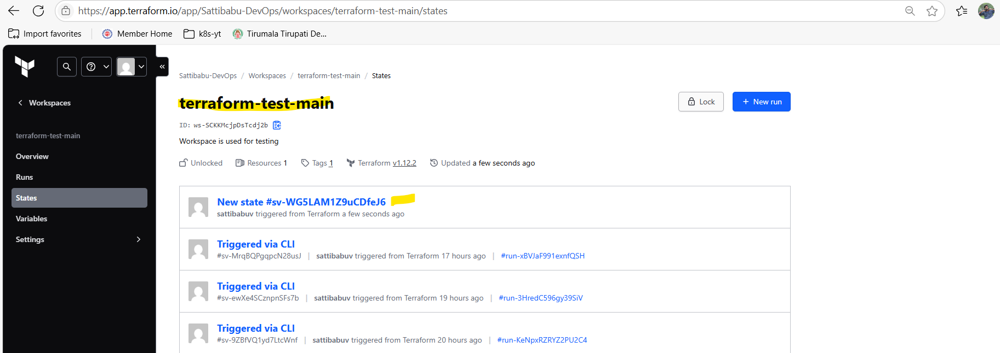 https://app.terraform.io/app/Sattibabu-DevOps/workspaces/terraform-test-main/states
Import favorites
Member Home
k8s-yt
Tirumala Tirupati De...
Workspaces
terraform-test-main
Overview
Runs
States
Variables
Settings
Sattibabu-DevOps / Workspaces / terraform-test-main / States
terraform-test-main
Lock
+ New run
ID: ws-SCKKMcjpDsTcdj2b
Workspace is used for testing
Unlocked Resources 1 Tags 1 Terraform v1.12.2 Updated a few seconds ago
New state #sv-WG5LAM1Z9uCDfeJ6
sattibabuv triggered from Terraform a few seconds ago
Triggered via CLI
#sv-MrqBQPgqpcN28usJ | sattibabuv triggered from Terraform 17 hours ago | #run-xBVJaF991exnfQSH
Triggered via CLI
#sv-ewXe4SCznpnSFs7b | sattibabuv triggered from Terraform 19 hours ago | #run-3HredC596gy39SiV
Triggered via CLI
#sv-9ZBfVQ1yd7LtcWnf | sattibabuv triggered from Terraform 20 hours ago | #run-KeNpxRZRYZ2PU2C4